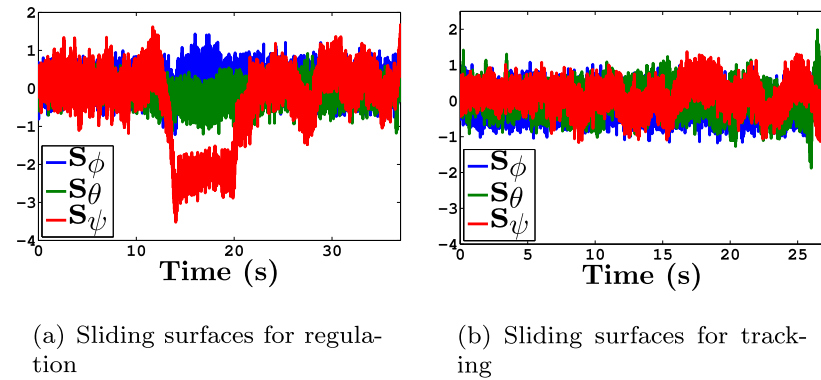 2
1
0
−1
−2
−3
−4
0 10 20 30
Time (s)
Sϕ
Sθ
Sψ
(a) Sliding surfaces for regula-
tion
2
1
0
−1
−2
−3
−4
0 5 10 15 20 25
Time (s)
Sϕ
Sθ
Sψ
(b) Sliding surfaces for track-
ing